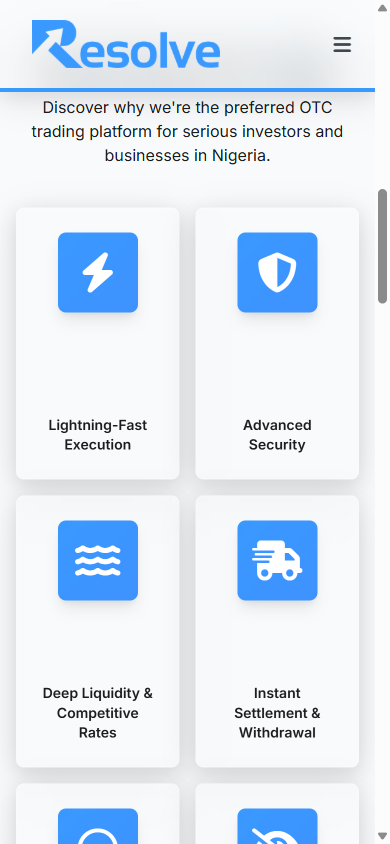 Resolve
Discover why we're the preferred OTC
trading platform for serious investors and
businesses in Nigeria.
Lightning-Fast
Execution
Advanced
Security
Deep Liquidity &
Competitive
Rates
Instant
Settlement &
Withdrawal